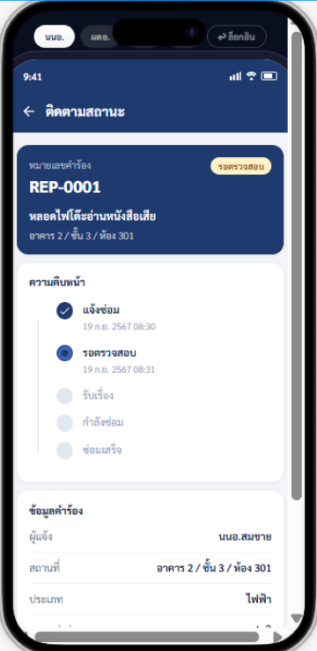 นนอ.
ผตอ.
ล็อกอิน
9:41
← ติดตามสถานะ
หมายเลขคำร้อง
รอตรวจสอบ
REP-0001
หลอดไฟโต๊ะอ่านหนังสือเสีย
อาคาร 2 / ชั้น 3 / ห้อง 301
ความคืบหน้า
แจ้งซ่อม
19 ก.ย. 2567 08:30
รอตรวจสอบ
19 ก.ย. 2567 08:31
รับเรื่อง
กำลังซ่อม
ซ่อมเสร็จ
ข้อมูลคำร้อง
ผู้แจ้ง
นนอ.สมชาย
สถานที่
อาคาร 2 / ชั้น 3 / ห้อง 301
ประเภท
ไฟฟ้า